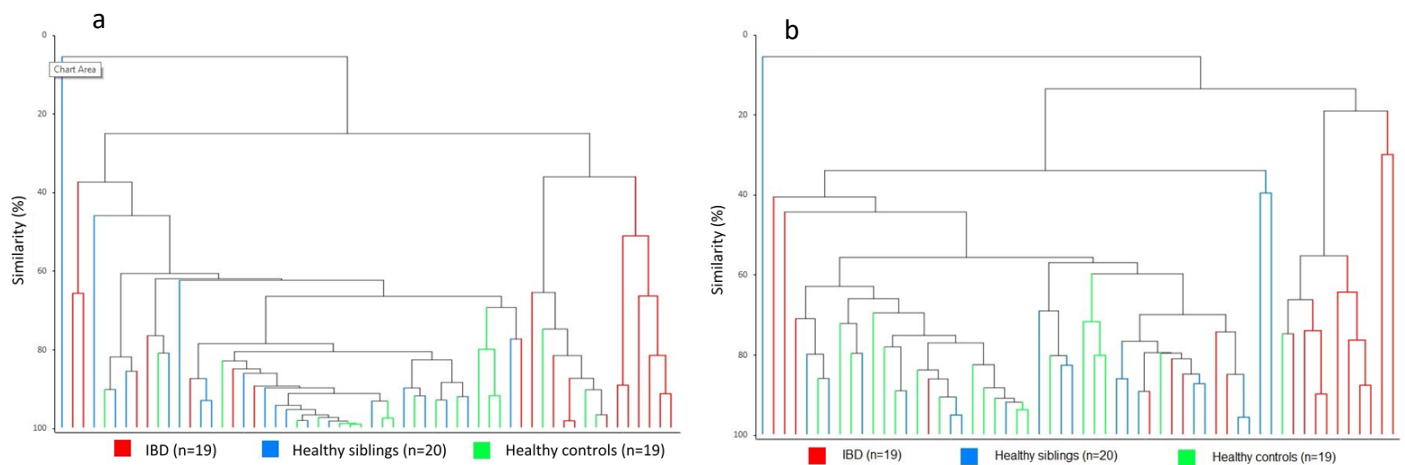 a
0
Chart Area
20
40
60
80
100
Similarity (%)
IBD (n=19)
Healthy siblings (n=20)
Healthy controls (n=19)
b
0
20
40
60
80
100
Similarity (%)
IBD (n=19)
Healthy siblings (n=20)
Healthy controls (n=19)